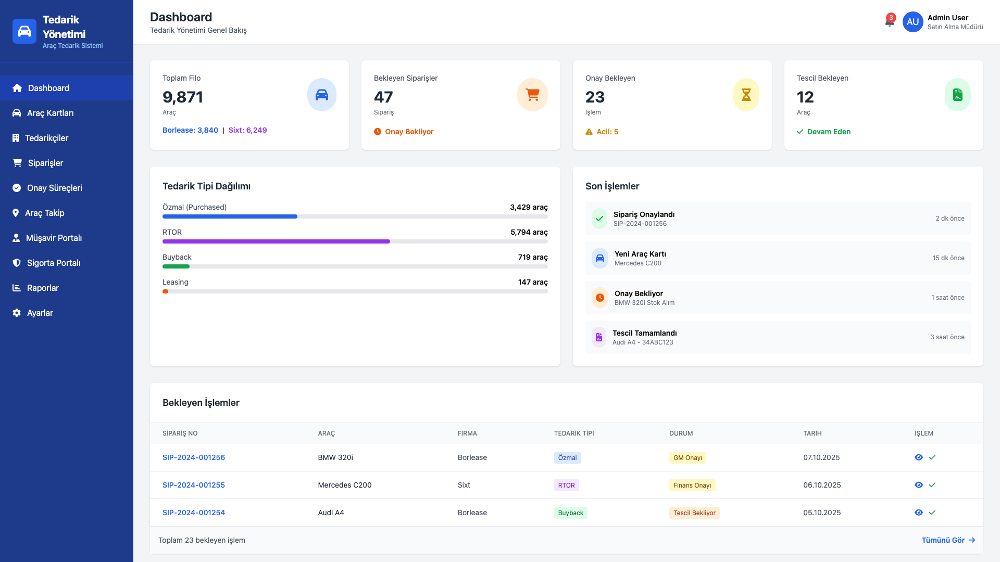 Tedarik
Yönetimi
Araç Tedarik Sistemi
Dashboard
Araç Kartları
Tedarikçiler
Siparişler
Onay Süreçleri
Araç Takip
Müşavir Portalı
Sigorta Portalı
Raporlar
Ayarlar
Dashboard
Tedarik Yönetimi Genel Bakış
3
AU
Admin User
Satın Alma Müdürü
Toplam Filo
9,871
Araç
Borlease: 3,840 | Sixt: 6,249
Bekleyen Siparişler
47
Sipariş
Onay Bekliyor
Onay Bekleyen
23
İşlem
Acil: 5
Tescil Bekleyen
12
Araç
Devam Eden
Tedarik Tipi Dağılımı
Özmal (Purchased) 3,429 araç
RTOR 5,794 araç
Buyback 719 araç
Leasing 147 araç
Son İşlemler
Sipariş Onaylandı
SIP-2024-001256
2 dk önce
Yeni Araç Kartı
Mercedes C200
15 dk önce
Onay Bekliyor
BMW 320i Stok Alım
1 saat önce
Tescil Tamamlandı
Audi A4 - 34ABC123
3 saat önce
Bekleyen İşlemler
SİPARİŞ NO ARAÇ FİRMA TEDARİK TİPİ DURUM TARİH İŞLEM
SIP-2024-001256 BMW 320i Borlease Özmal GM Onayı 07.10.2025
SIP-2024-001255 Mercedes C200 Sixt RTOR Finans Onayı 06.10.2025
SIP-2024-001254 Audi A4 Borlease Buyback Tescil Bekliyor 05.10.2025
Toplam 23 bekleyen işlem Tümünü Gör